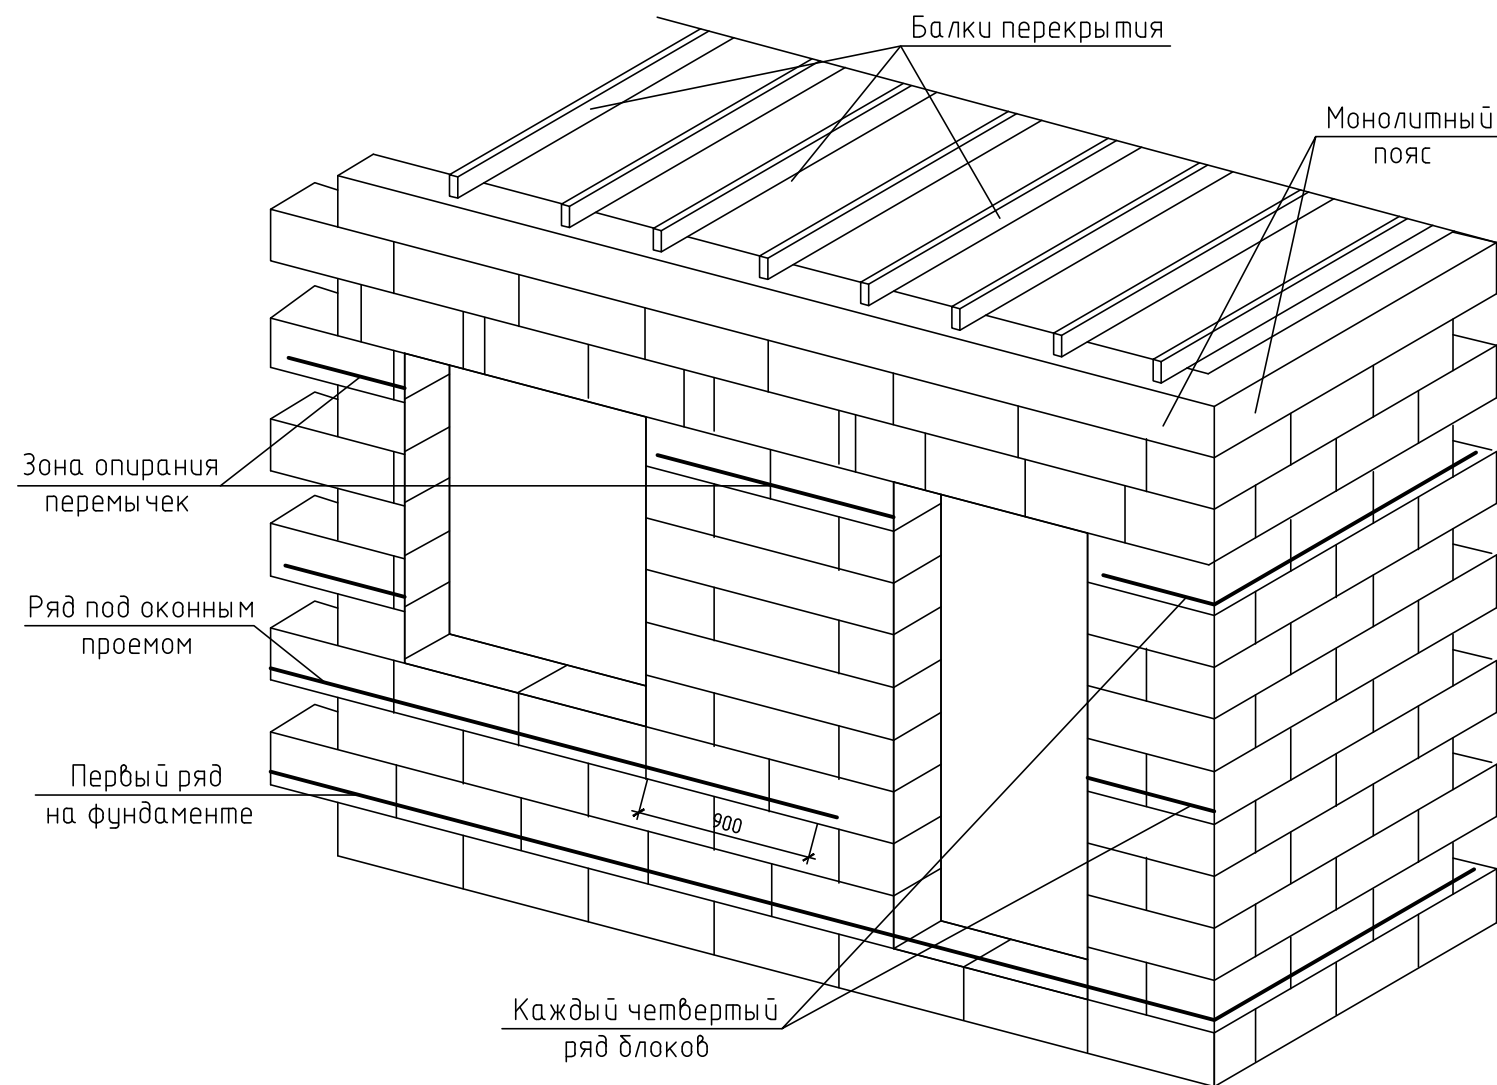 Балки перекрытия
Монолитный
пояс
Зона опирания
перемычек
Ряд под оконным
проемом
Первый ряд
на фундаменте
900
Каждый четвертый
ряд блоков